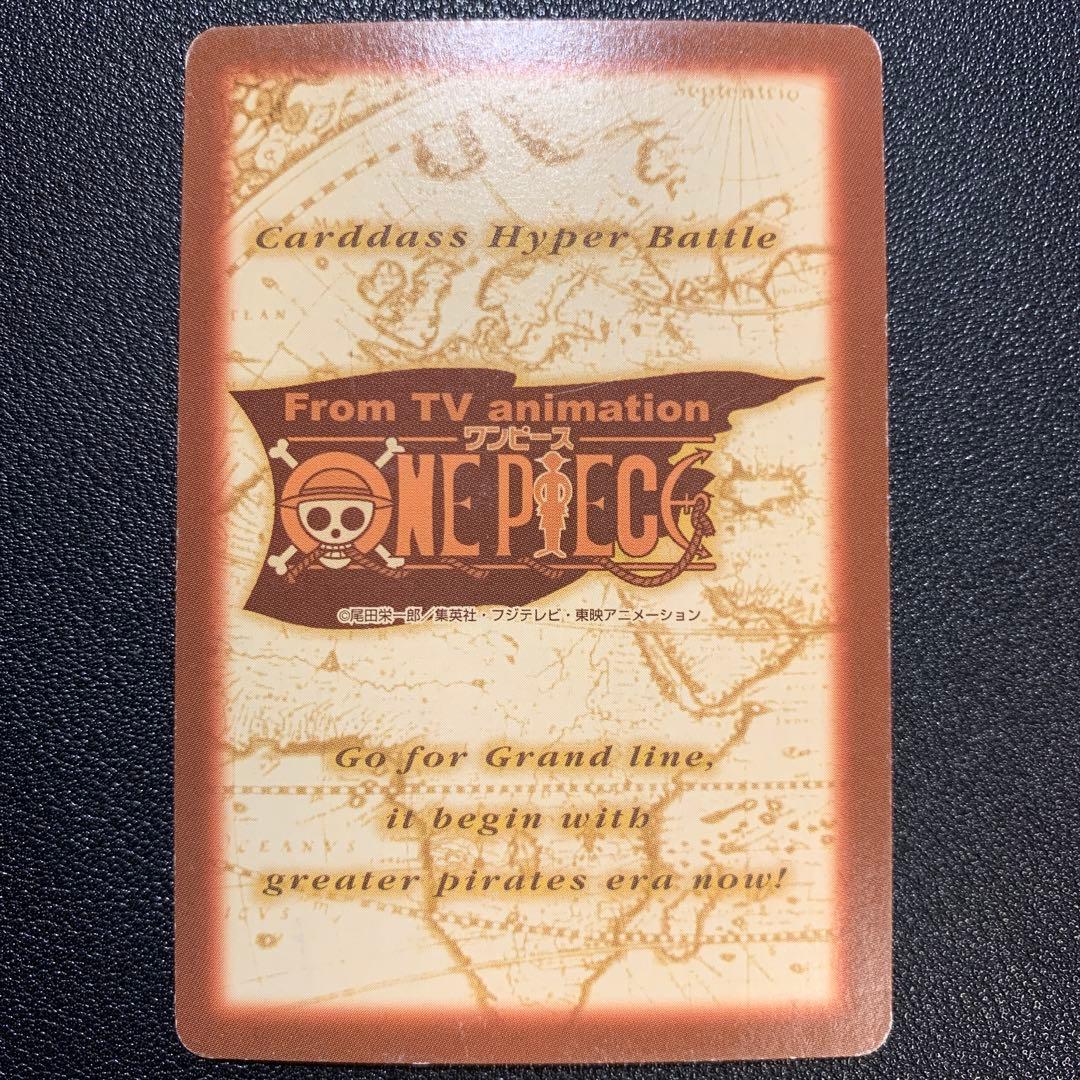 Septentrio
Carddass Hyper Battle
TLAN
From TV animation
ワンピース
ONE PIECE
©尾田栄一郎／集英社・フジテレビ・東映アニメーション
Go for Grand line,
it begin with
CEANVS
greater pirates era now!